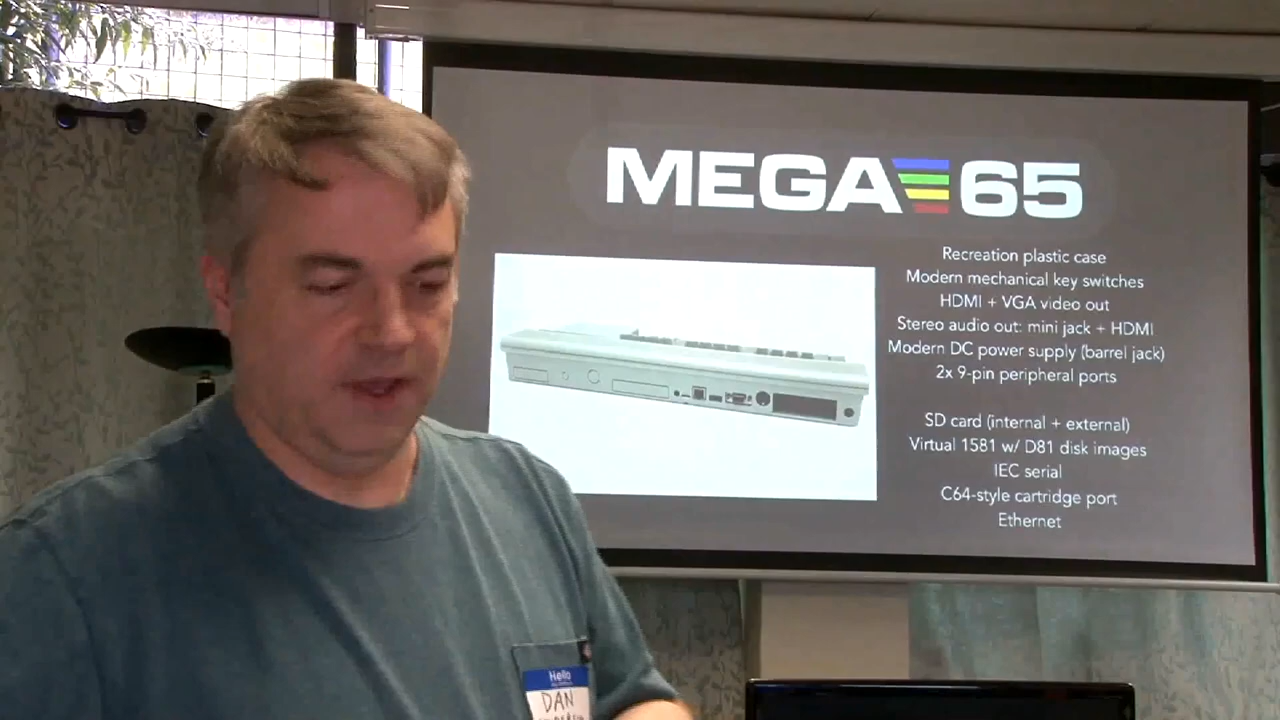 MEGA 65
Recreation plastic case
Modern mechanical key switches
HDMI + VGA video out
Stereo audio out: mini jack + HDMI
Modern DC power supply (barrel jack)
2x 9-pin peripheral ports
SD card (internal + external)
Virtual 1581 w/ D81 disk images
IEC serial
C64-style cartridge port
Ethernet
Hello
DAN